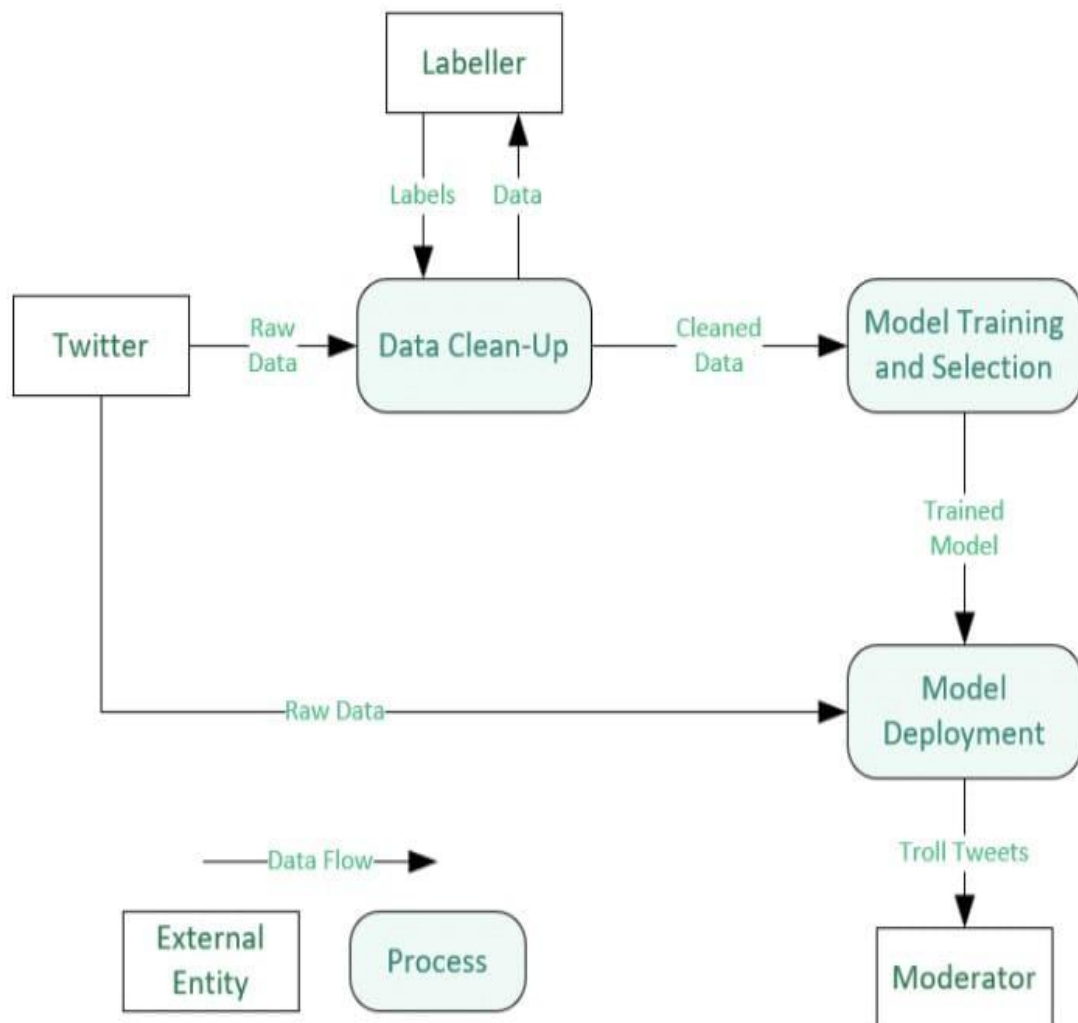 Labeller
Labels
Data
Twitter
Raw
Data
Data Clean-Up
Cleaned
Data
Model Training
and Selection
Trained
Model
Raw Data
Model
Deployment
Data Flow
Troll Tweets
External
Entity
Process
Moderator